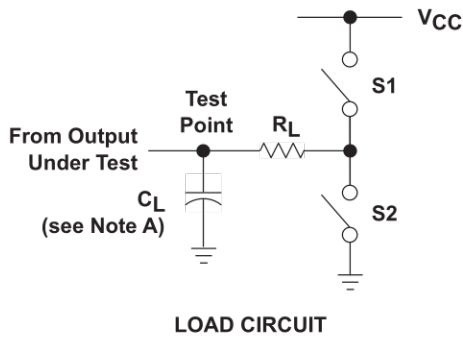 VCC
S1
Test
Point
RL
From Output
Under Test
CL
(see Note A)
S2
LOAD CIRCUIT